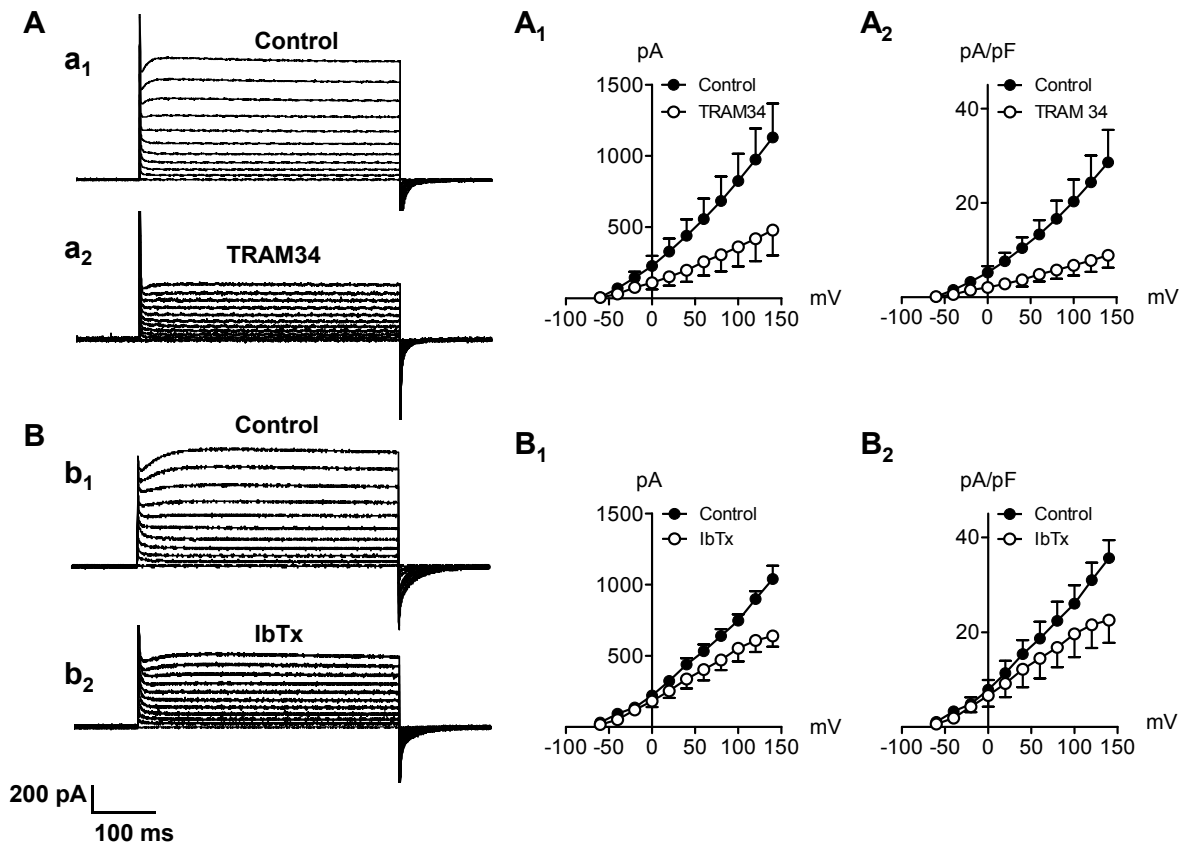 A
a1
Control
a2
TRAM34
A1
pA
1500
1000
500
Control
TRAM34
-100 -50 0 50 100 150
mV
A2
pA/pF
40
20
Control
TRAM 34
-100 -50 0 50 100 150
mV
B
b1
Control
b2
IbTx
200 pA
100 ms
B1
pA
1500
1000
500
Control
IbTx
-100 -50 0 50 100 150
mV
B2
pA/pF
40
20
Control
IbTx
-100 -50 0 50 100 150
mV